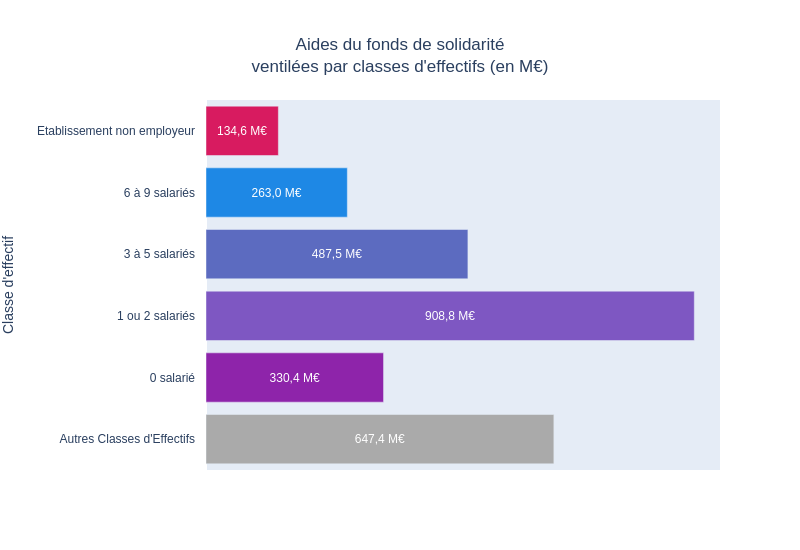 Aides du fonds de solidarité
ventilées par classes d'effectifs (en M€)
Classe d'effectif
Etablissement non employeur 134,6 M€
6 à 9 salariés 263,0 M€
3 à 5 salariés 487,5 M€
1 ou 2 salariés 908,8 M€
0 salarié 330,4 M€
Autres Classes d'Effectifs 647,4 M€